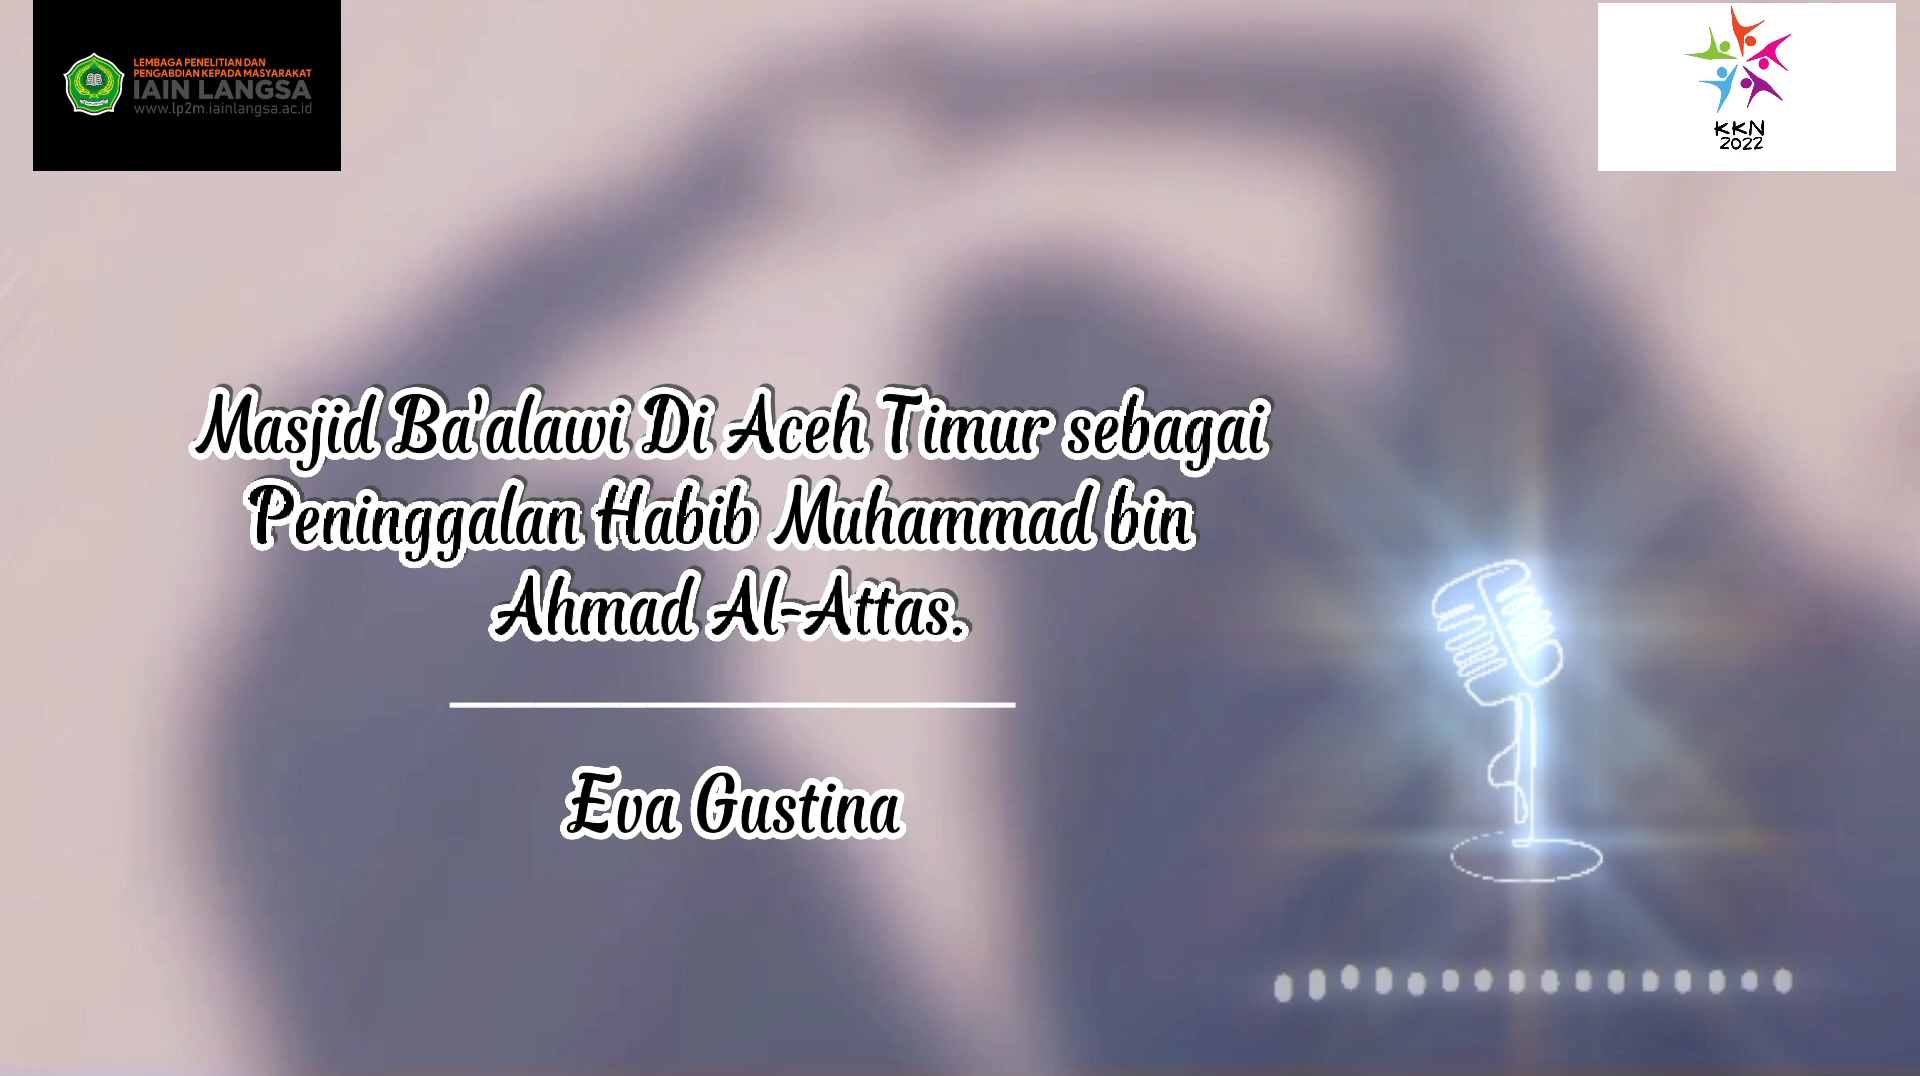 LEMBAGA PENELITIAN DAN
PENGABDIAN KEPADA MASYARAKAT
IAIN LANGSA
www.lp2m.iainlangsa.ac.id
KKN
2022
Masjid Ba'alawi Di Aceh Timur sebagai
Peninggalan Habib Muhammad bin
Ahmad Al-Attas.
Eva Gustina